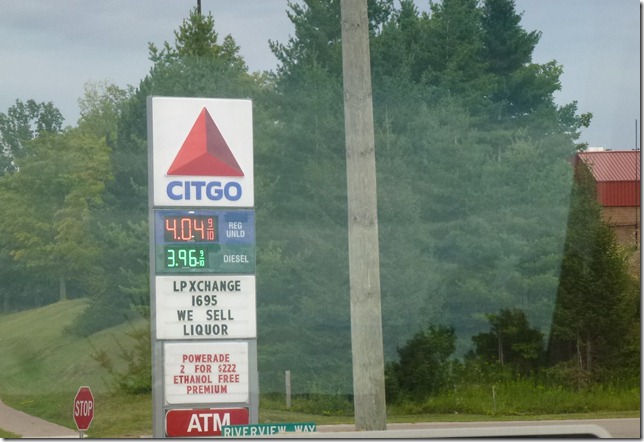 CITGO
4.04 9/10 REG UNLD
3.96 9/10 DIESEL
LPXCHANGE
1695
WE SELL
LIQUOR
POWERADE
2 FOR $222
ETHANOL FREE
PREMIUM
ATM
STOP
RIVERVIEW WAY